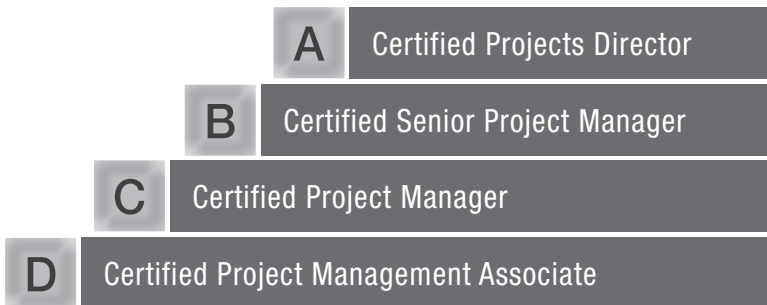 A Certified Projects Director
B Certified Senior Project Manager
C Certified Project Manager
D Certified Project Management Associate